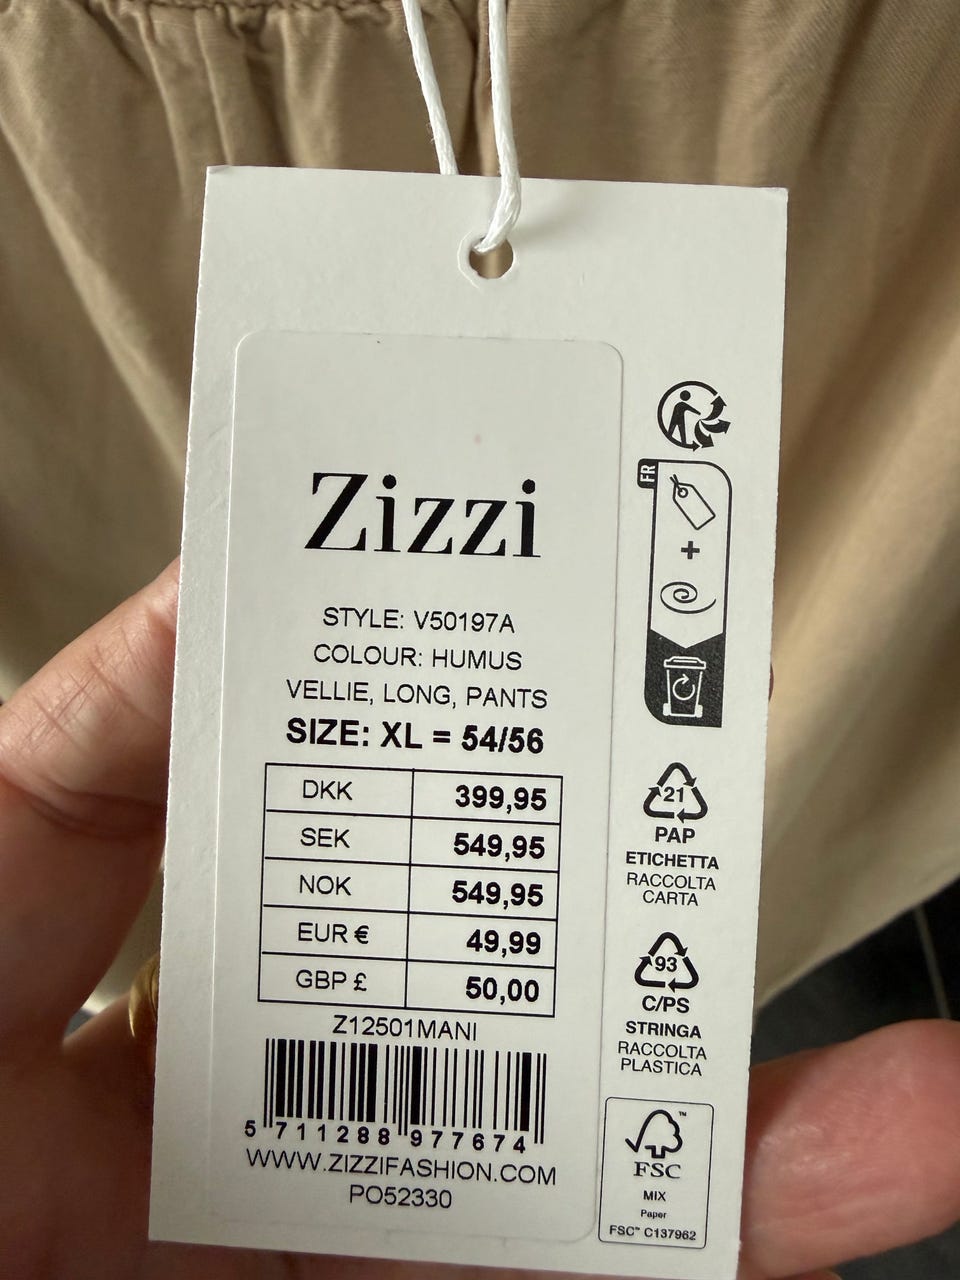 Zizzi
STYLE: V50197A
COLOUR: HUMUS
VELLIE, LONG, PANTS
SIZE: XL = 54/56
DKK 399,95
SEK 549,95
NOK 549,95
EUR € 49,99
GBP £ 50,00
Z12501MANI
5 711288 977674
WWW.ZIZZIFASHION.COM
PO52330
FR
+
21
PAP
ETICHETTA
RACCOLTA
CARTA
93
C/PS
STRINGA
RACCOLTA
PLASTICA
™
FSC
MIX
Paper
FSC™ C137962